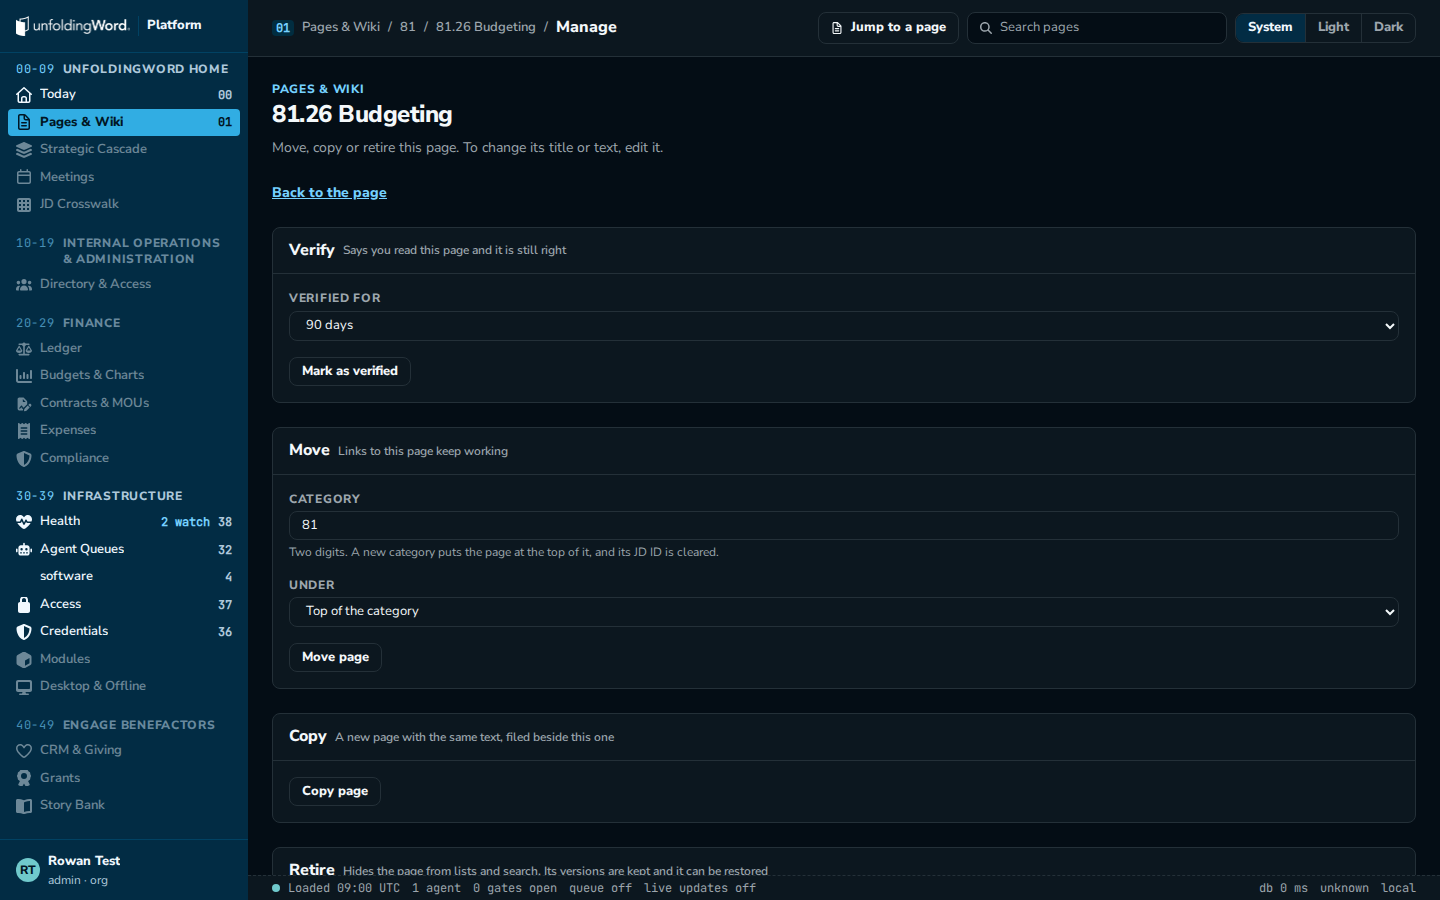 unfoldingWord Platform
00-09 UNFOLDINGWORD HOME
Today 00
Pages & Wiki 01
Strategic Cascade
Meetings
JD Crosswalk
10-19 INTERNAL OPERATIONS
& ADMINISTRATION
Directory & Access
20-29 FINANCE
Ledger
Budgets & Charts
Contracts & MOUs
Expenses
Compliance
30-39 INFRASTRUCTURE
Health 2 watch 38
Agent Queues 32
software 4
Access 37
Credentials 36
Modules
Desktop & Offline
40-49 ENGAGE BENEFACTORS
CRM & Giving
Grants
Story Bank
RT Rowan Test
admin · org
01 Pages & Wiki / 81 / 81.26 Budgeting / Manage
Jump to a page
Search pages
System Light Dark
PAGES & WIKI
81.26 Budgeting
Move, copy or retire this page. To change its title or text, edit it.
Back to the page
Verify Says you read this page and it is still right
VERIFIED FOR
90 days
Mark as verified
Move Links to this page keep working
CATEGORY
81
Two digits. A new category puts the page at the top of it, and its JD ID is cleared.
UNDER
Top of the category
Move page
Copy A new page with the same text, filed beside this one
Copy page
Retire Hides the page from lists and search. Its versions are kept and it can be restored
Loaded 09:00 UTC 1 agent 0 gates open queue off live updates off db 0 ms unknown local